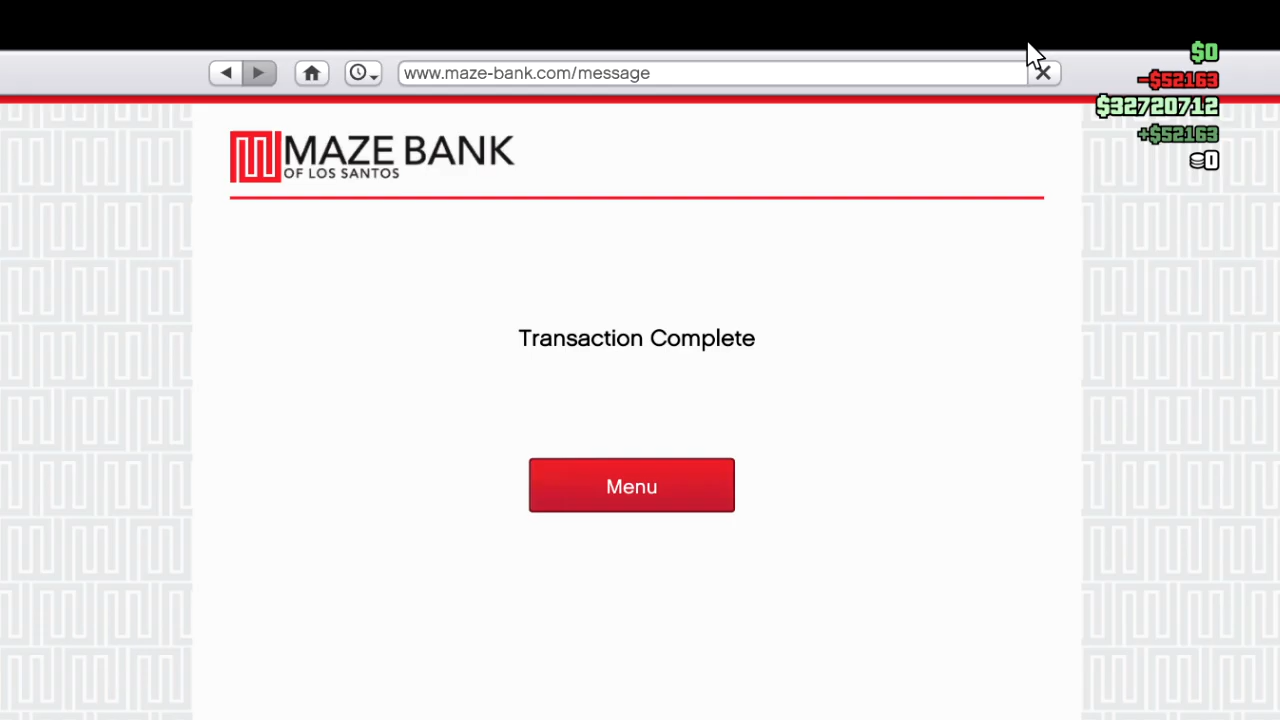 www.maze-bank.com/message
$0
-$52163
$32720712
+$52163
0
MAZE BANK
OF LOS SANTOS
Transaction Complete
Menu